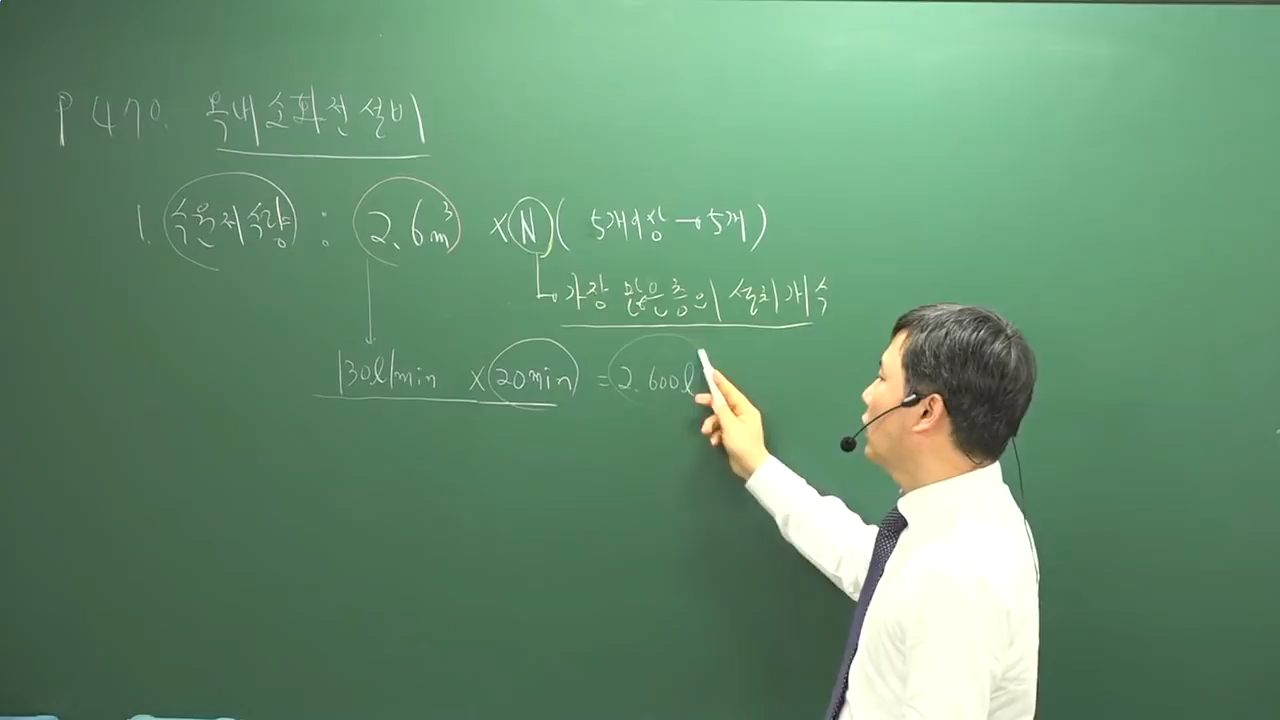 P 470. 옥내소화전설비
1. 수원저수량 : 2.6m³ x N ( 5개이상 → 5개 )
가장 많은층의 설치개수
130l/min x 20min = 2.600l